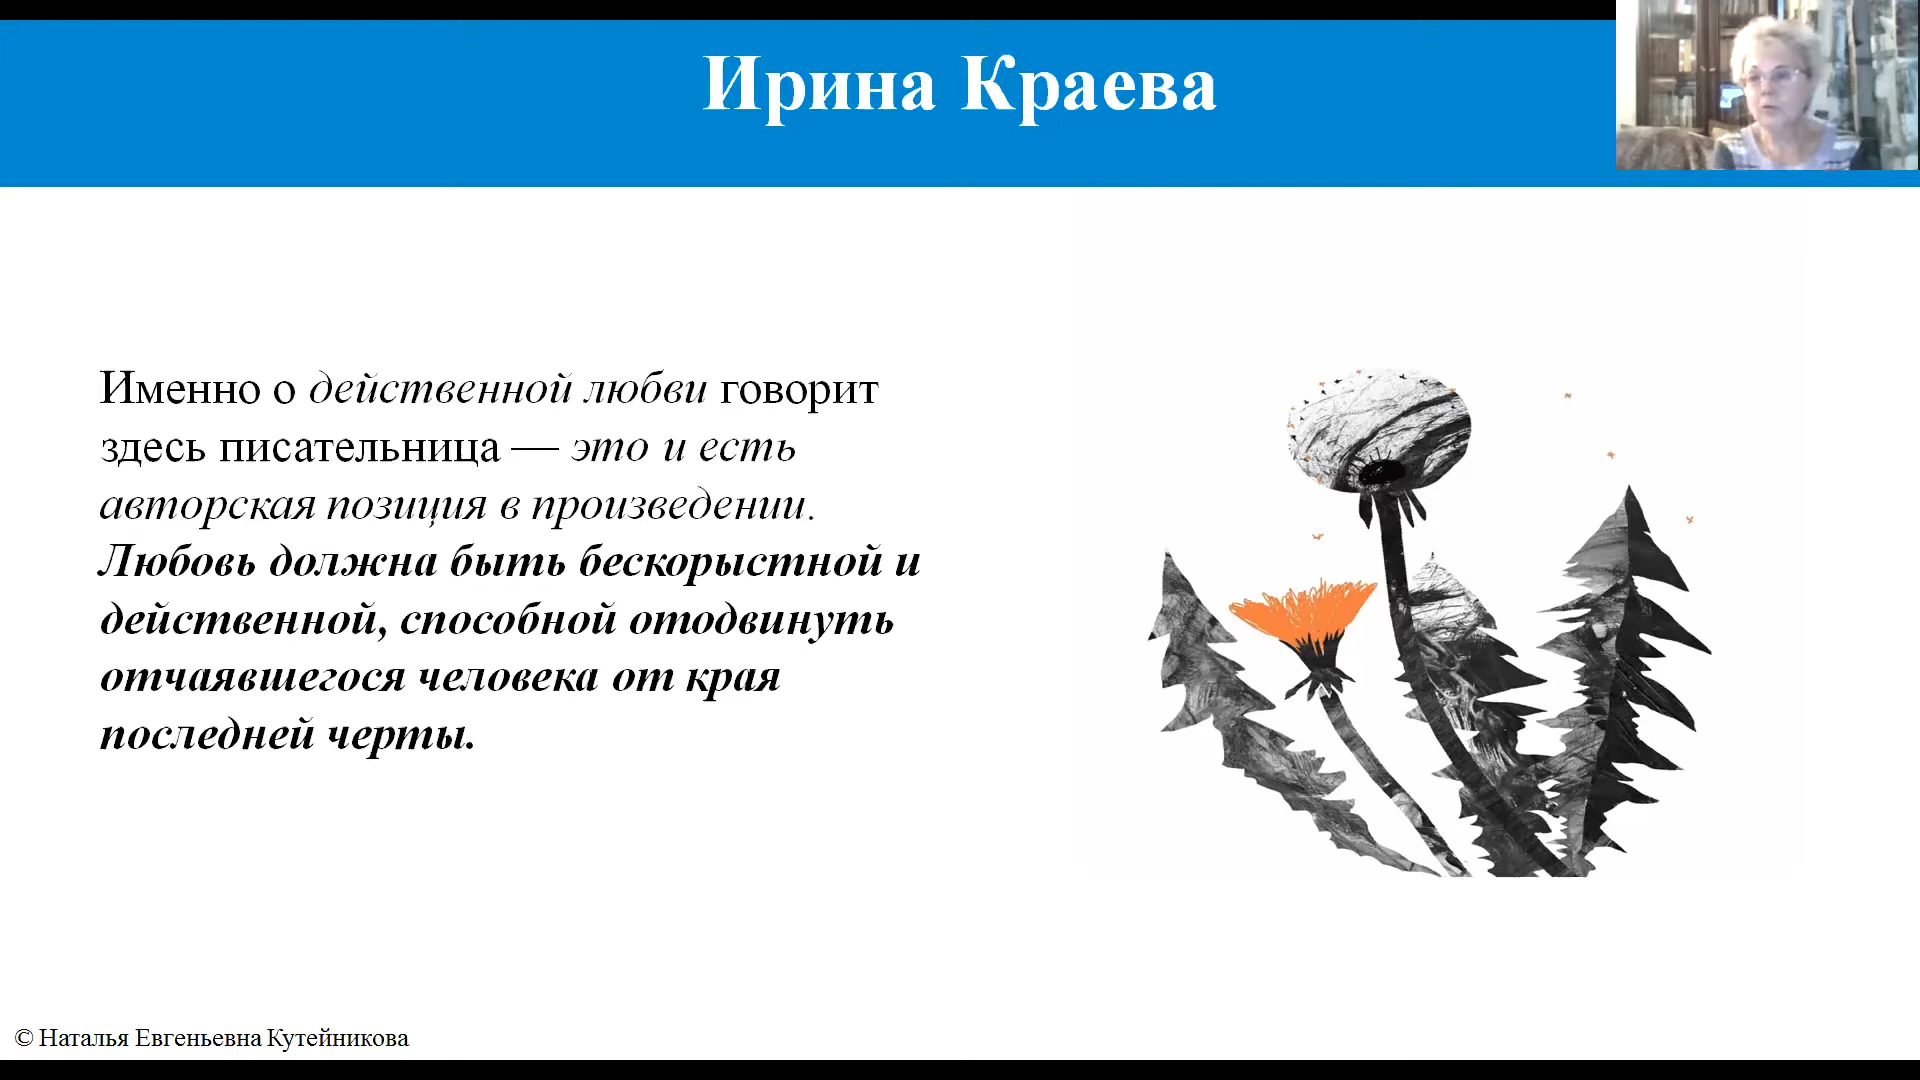 Ирина Краева
Именно о действенной любви говорит
здесь писательница — это и есть
авторская позиция в произведении.
Любовь должна быть бескорыстной и
действенной, способной отодвинуть
отчаявшегося человека от края
последней черты.
© Наталья Евгеньевна Кутейникова